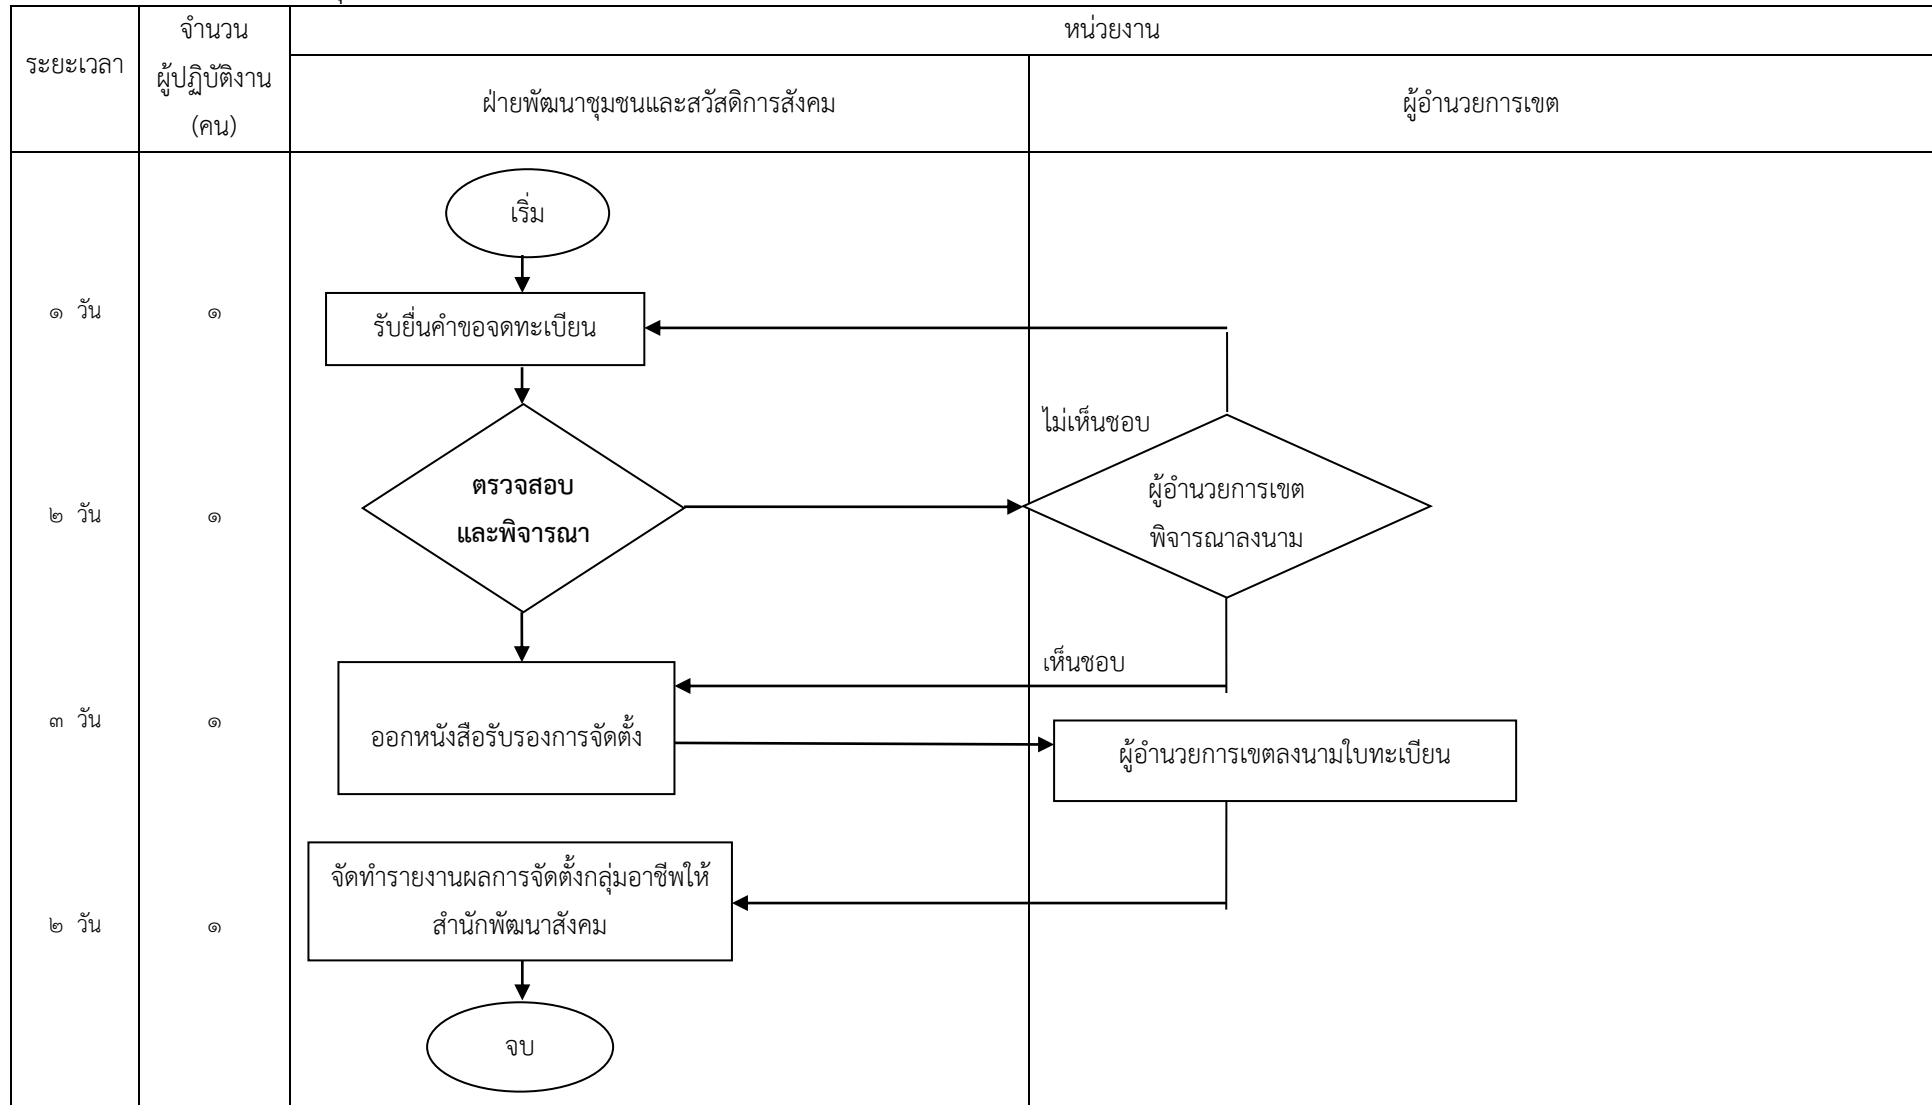 ระยะเวลา
จำนวน
ผู้ปฏิบัติงาน
(คน)
หน่วยงาน
ฝ่ายพัฒนาชุมชนและสวัสดิการสังคม
ผู้อำนวยการเขต
เริ่ม
๑ วัน
๑
รับยื่นคำขอจดทะเบียน
ไม่เห็นชอบ
๒ วัน
๑
ตรวจสอบ
และพิจารณา
ผู้อำนวยการเขต
พิจารณาลงนาม
เห็นชอบ
๓ วัน
๑
ออกหนังสือรับรองการจัดตั้ง
ผู้อำนวยการเขตลงนามใบทะเบียน
๒ วัน
๑
จัดทำรายงานผลการจัดตั้งกลุ่มอาชีพให้
สำนักพัฒนาสังคม
จบ